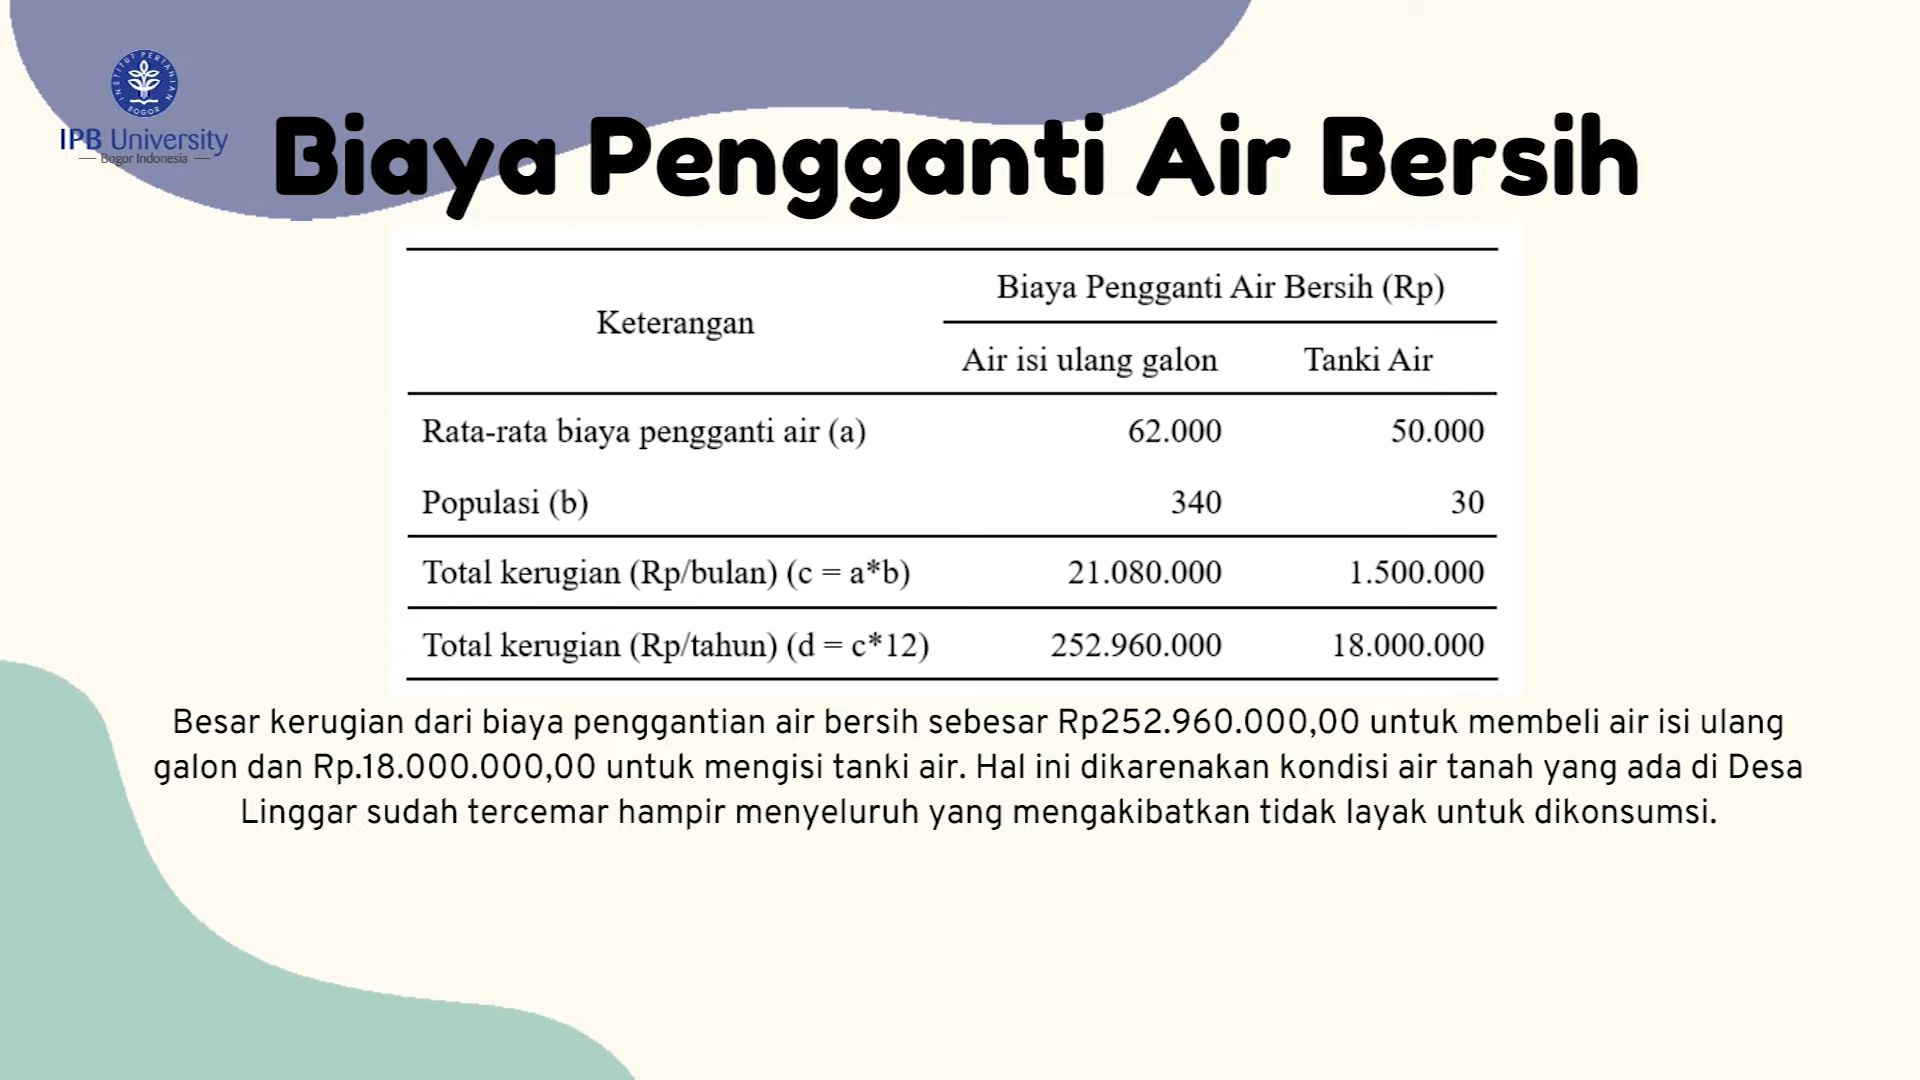 INSTITUT PERTANIAN
BOGOR
IPB University
Bogor Indonesia
Biaya Pengganti Air Bersih
Keterangan
Biaya Pengganti Air Bersih (Rp)
Air isi ulang galon Tanki Air
Rata-rata biaya pengganti air (a) 62.000 50.000
Populasi (b) 340 30
Total kerugian (Rp/bulan) (c = a*b) 21.080.000 1.500.000
Total kerugian (Rp/tahun) (d = c*12) 252.960.000 18.000.000
Besar kerugian dari biaya penggantian air bersih sebesar Rp252.960.000,00 untuk membeli air isi ulang
galon dan Rp.18.000.000,00 untuk mengisi tanki air. Hal ini dikarenakan kondisi air tanah yang ada di Desa
Linggar sudah tercemar hampir menyeluruh yang mengakibatkan tidak layak untuk dikonsumsi.